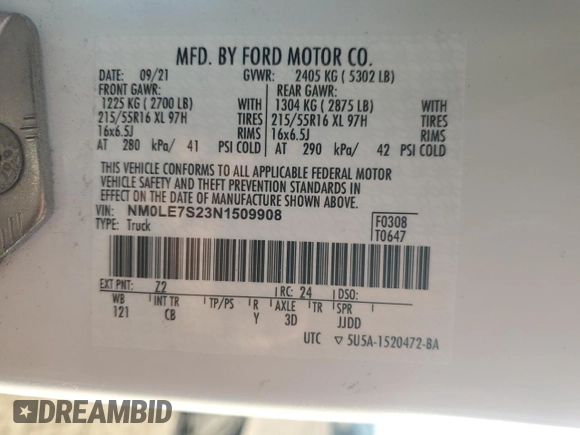 MFD. BY FORD MOTOR CO.
DATE: 09/21 GVWR: 2405 KG ( 5302 LB)
FRONT GAWR: REAR GAWR:
1225 KG ( 2700 LB) WITH 1304 KG ( 2875 LB) WITH
215/55R16 XL 97H TIRES 215/55R16 XL 97H TIRES
16x6.5J RIMS 16x6.5J RIMS
AT 280 kPa/ 41 PSI COLD AT 290 kPa/ 42 PSI COLD
THIS VEHICLE CONFORMS TO ALL APPLICABLE FEDERAL MOTOR
VEHICLE SAFETY AND THEFT PREVENTION STANDARDS IN
EFFECT ON THE DATE OF MANUFACTURE SHOWN ABOVE.
VIN: NM0LE7S23N1509908 F0308
TYPE: Truck T0647
EXT PNT: Z2 RC: 24 DSO:
WB INT TR TP/PS R AXLE TR SPR
121 CB Y 3D JJDD
UTC ▽ 5U5A-1520472-BA
DREAMBID